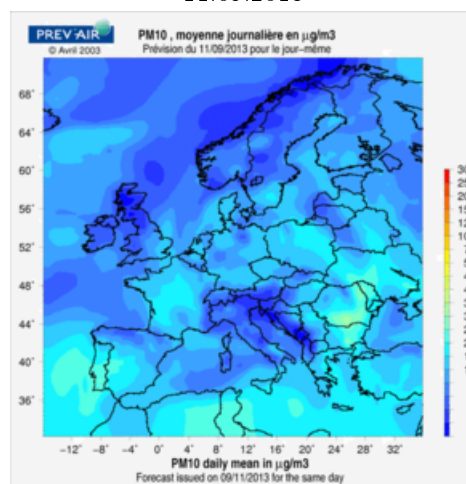 PREV'AIR
© Avril 2003
PM10 , moyenne journalière en µg/m3
Prévision du 11/09/2013 pour le jour-même
68°
64°
60°
56°
52°
48°
44°
40°
36°
−12° −8° −4° 0° 4° 8° 12° 16° 20° 24° 28° 32°
PM10 daily mean in µg/m3
Forecast issued on 09/11/2013 for the same day